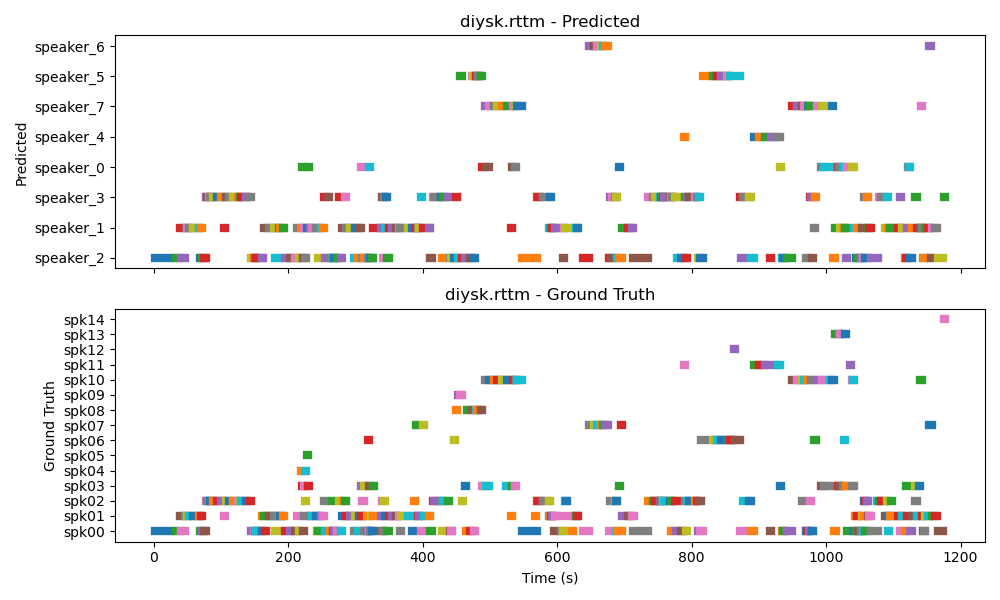 diysk.rttm - Predicted
speaker_6
speaker_5
speaker_7
speaker_4
speaker_0
speaker_3
speaker_1
speaker_2
Predicted
diysk.rttm - Ground Truth
spk14
spk13
spk12
spk11
spk10
spk09
spk08
spk07
spk06
spk05
spk04
spk03
spk02
spk01
spk00
Ground Truth
0 200 400 600 800 1000 1200
Time (s)